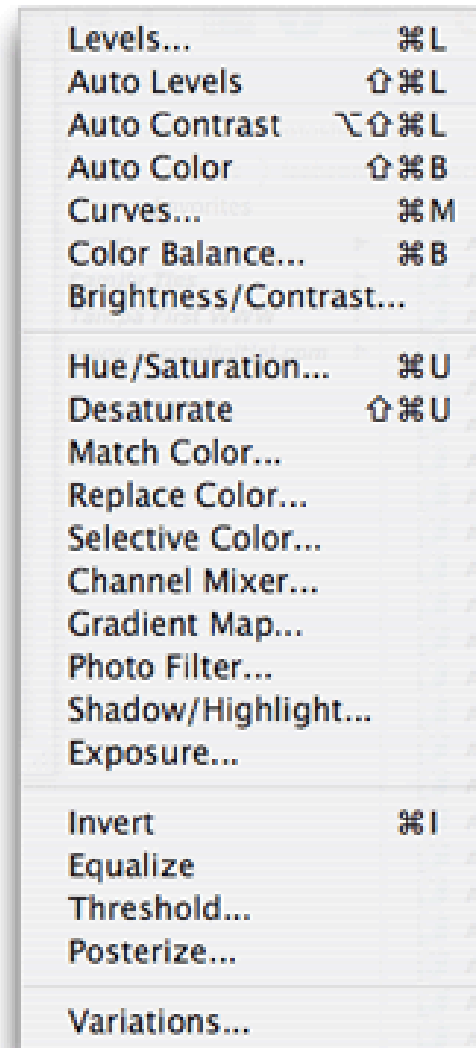 Levels... ⌘L
Auto Levels ⇧⌘L
Auto Contrast ⌥⇧⌘L
Auto Color ⇧⌘B
Curves... ⌘M
Color Balance... ⌘B
Brightness/Contrast...
Hue/Saturation... ⌘U
Desaturate ⇧⌘U
Match Color...
Replace Color...
Selective Color...
Channel Mixer...
Gradient Map...
Photo Filter...
Shadow/Highlight...
Exposure...
Invert ⌘I
Equalize
Threshold...
Posterize...
Variations...